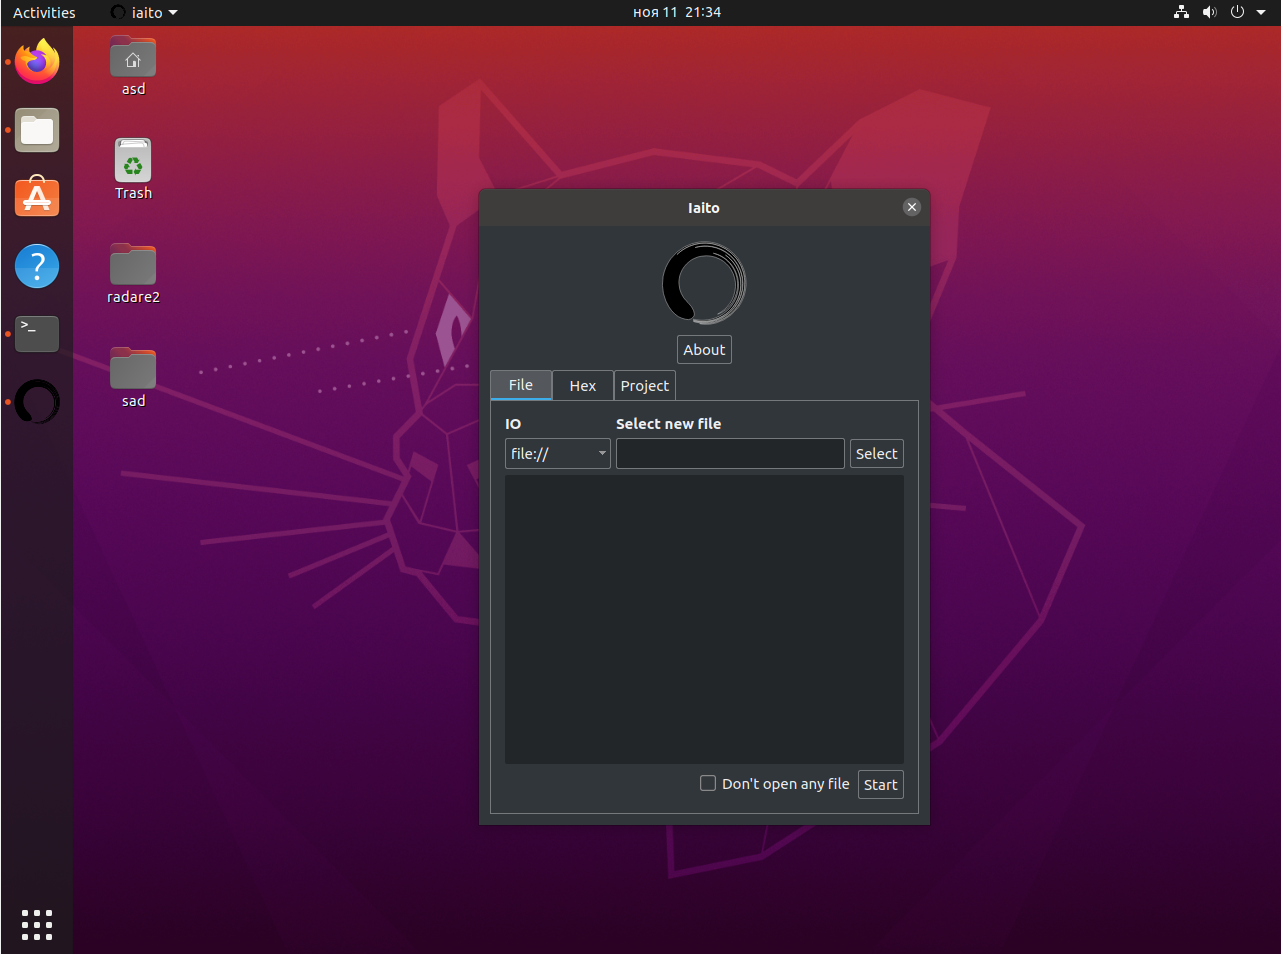 Activities
iaito
ноя 11 21:34
asd
Trash
radare2
sad
>_
?
Iaito
About
File
Hex
Project
IO
Select new file
file://
Select
Don't open any file
Start